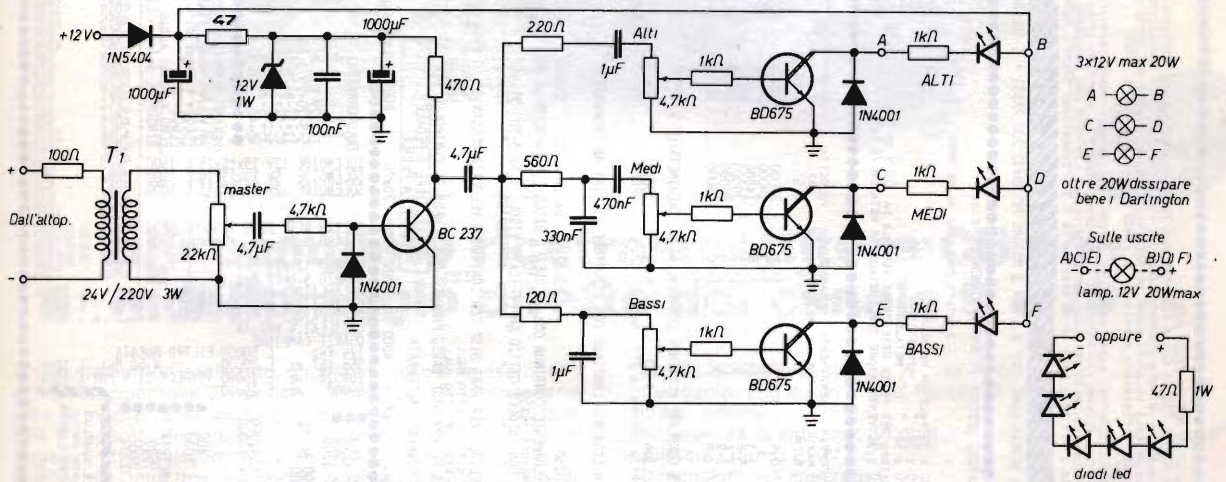 +12V
1N5404
47
1000µF
+
12V
1W
100nF
1000µF
+
470Ω
4,7µF
220Ω
1µF
Alti
4,7kΩ
1kΩ
BD675
A
1N4001
1kΩ
ALTI
B
560Ω
330nF
470nF
Medi
4,7kΩ
1kΩ
BD675
C
1N4001
1kΩ
MEDI
D
120Ω
1µF
Bassi
4,7kΩ
1kΩ
BD675
E
1N4001
1kΩ
BASSI
F
+
100Ω
T1
Dall'altop.
-
24V/220V 3W
master
22kΩ
4,7µF
4,7kΩ
1N4001
BC 237
3x12V max 20W
A B
C D
E F
oltre 20W dissipare
bene i Darlington
Sulle uscite
A)C)E) B)D)F)
- +
lamp. 12V 20W max
oppure
- +
47Ω 1W
diodi led